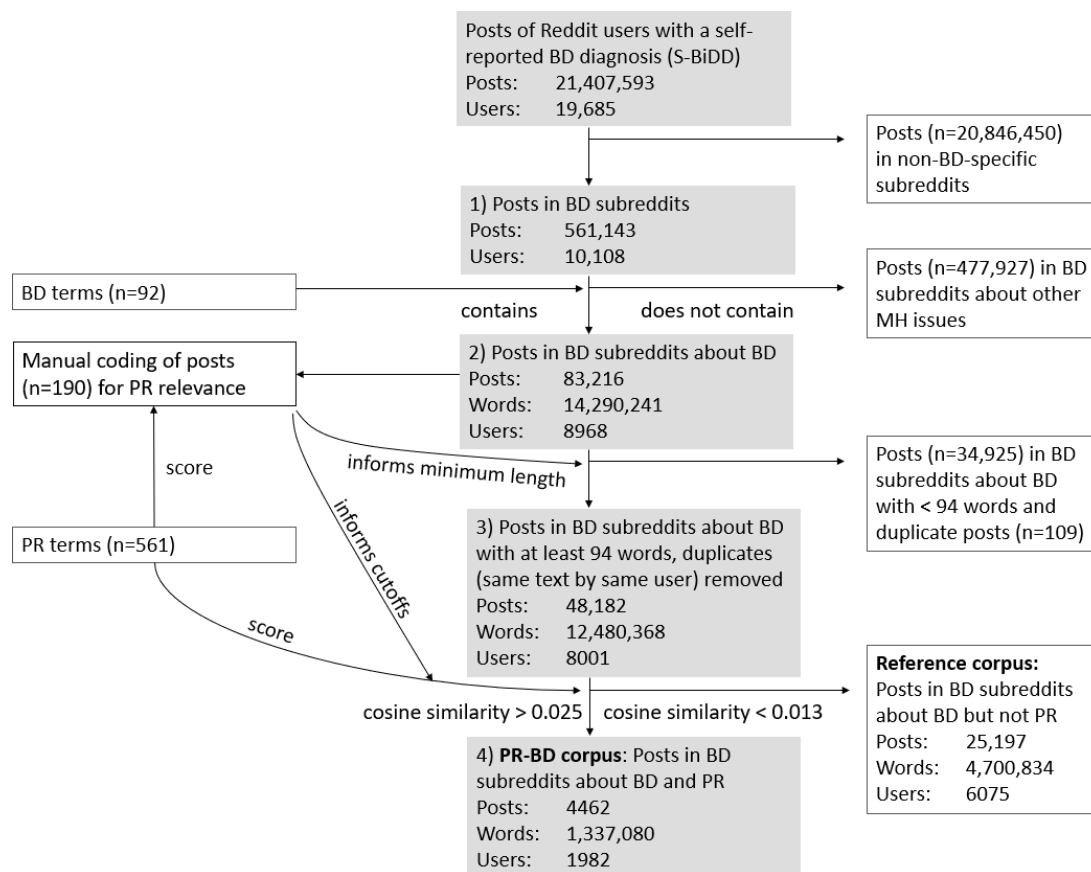 Posts of Reddit users with a self-
reported BD diagnosis (S-BiDD)
Posts: 21,407,593
Users: 19,685
Posts (n=20,846,450)
in non-BD-specific
subreddits
1) Posts in BD subreddits
Posts: 561,143
Users: 10,108
BD terms (n=92)
contains
does not contain
Posts (n=477,927) in BD
subreddits about other
MH issues
2) Posts in BD subreddits about BD
Posts: 83,216
Words: 14,290,241
Users: 8968
Manual coding of posts
(n=190) for PR relevance
score
informs minimum length
informs cutoffs
Posts (n=34,925) in BD
subreddits about BD
with < 94 words and
duplicate posts (n=109)
PR terms (n=561)
score
3) Posts in BD subreddits about BD
with at least 94 words, duplicates
(same text by same user) removed
Posts: 48,182
Words: 12,480,368
Users: 8001
cosine similarity > 0.025
cosine similarity < 0.013
Reference corpus:
Posts in BD subreddits
about BD but not PR
Posts: 25,197
Words: 4,700,834
Users: 6075
4) PR-BD corpus: Posts in BD
subreddits about BD and PR
Posts: 4462
Words: 1,337,080
Users: 1982